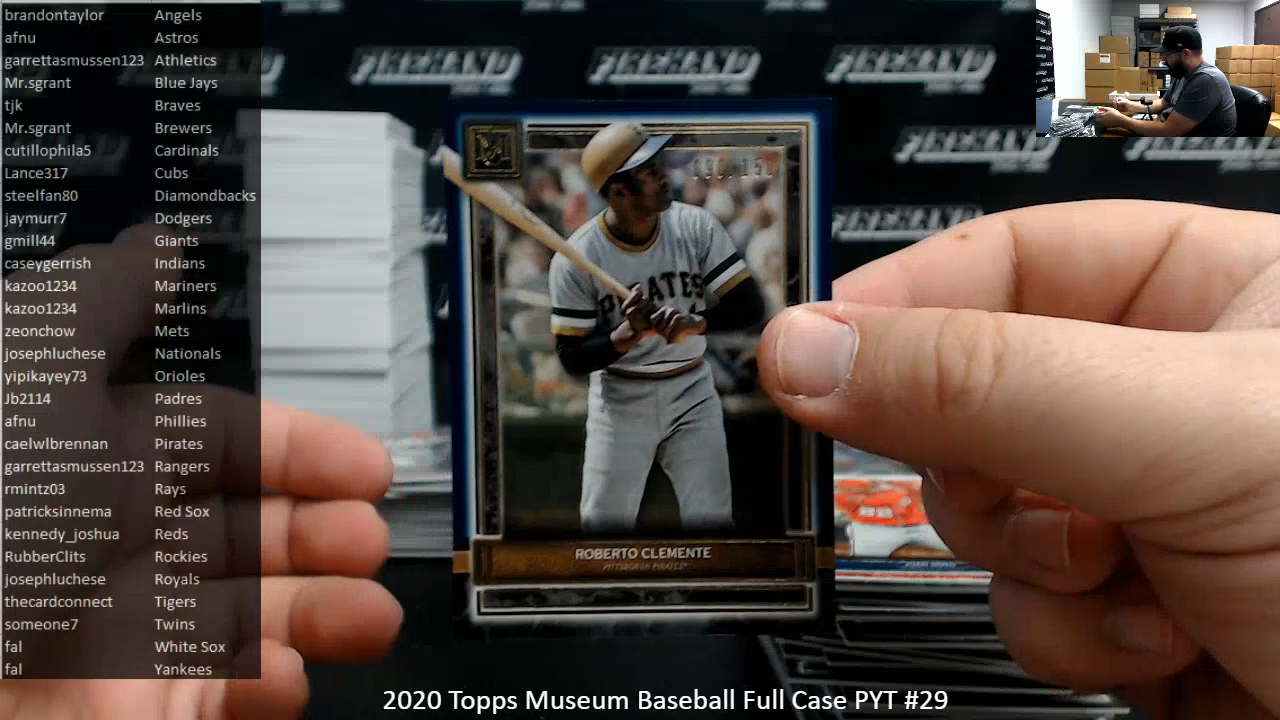 brandontaylor Angels
afnu Astros
garrettasmussen123 Athletics
Mr.sgrant Blue Jays
tjk Braves
Mr.sgrant Brewers
cutillophila5 Cardinals
Lance317 Cubs
steelfan80 Diamondbacks
jaymurr7 Dodgers
gmill44 Giants
caseygerrish Indians
kazoo1234 Mariners
kazoo1234 Marlins
zeonchow Mets
josephluchese Nationals
yipikayey73 Orioles
Jb2114 Padres
afnu Phillies
caelwlbrennan Pirates
garrettasmussen123 Rangers
rmintz03 Rays
patricksinnema Red Sox
kennedy_joshua Reds
RubberClits Rockies
josephluchese Royals
thecardconnect Tigers
someone7 Twins
fal White Sox
fal Yankees
PIRATES
ROBERTO CLEMENTE
PITTSBURGH PIRATES
2020 Topps Museum Baseball Full Case PYT #29